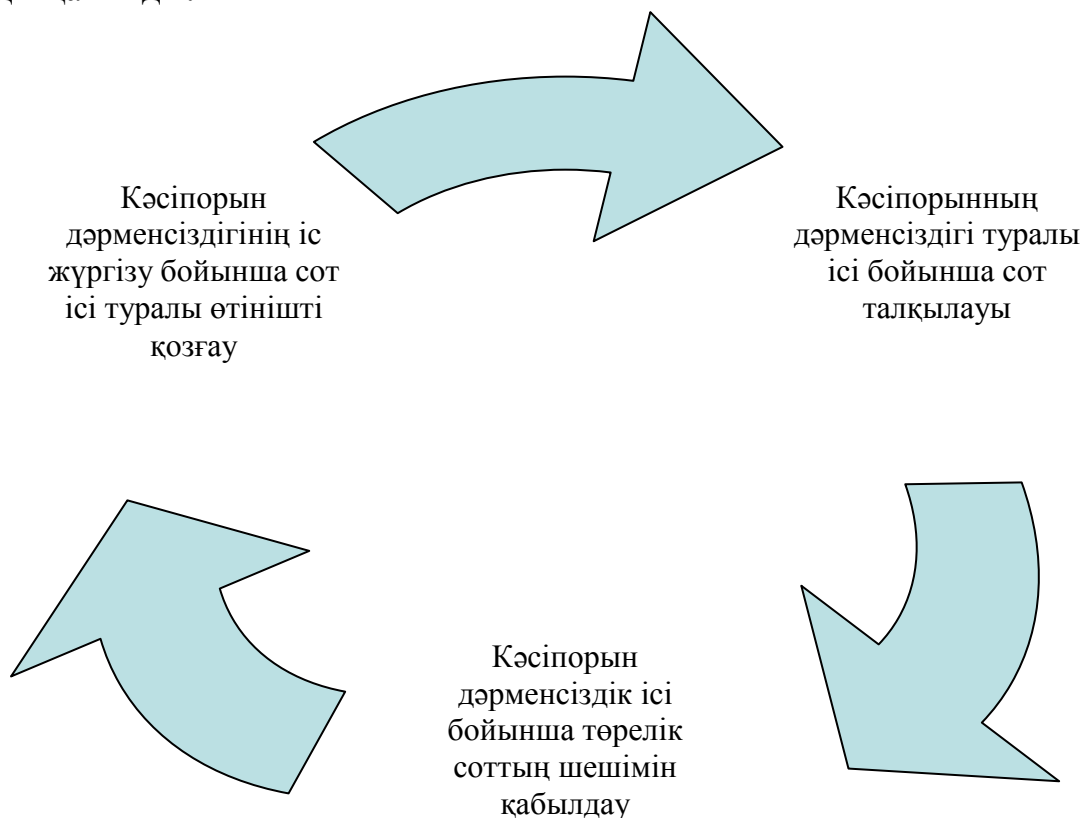 Кәсіпорын
дәрменсіздігінің іс
жүргізу бойынша сот
ісі туралы өтінішті
қозғау
Кәсіпорынның
дәрменсіздігі туралы
ісі бойынша сот
талқылауы
Кәсіпорын
дәрменсіздік ісі
бойынша төрелік
соттың шешімін
қабылдау